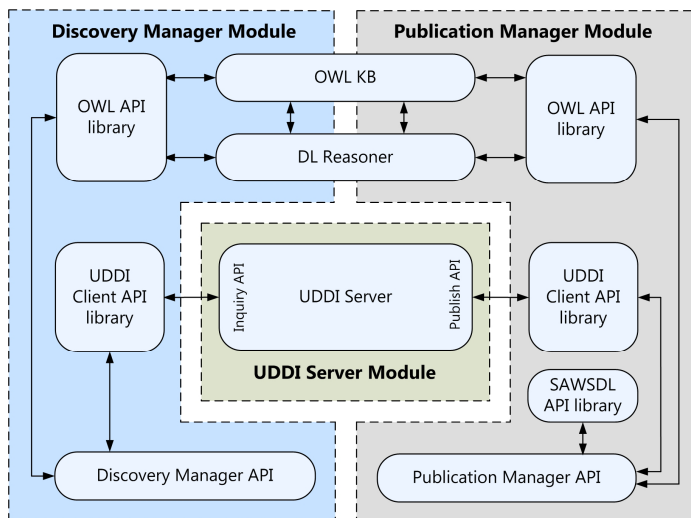 Discovery Manager Module
Publication Manager Module
OWL API
library
OWL KB
OWL API
library
DL Reasoner
UDDI
Client API
library
Inquiry API
UDDI Server
Publish API
UDDI
Client API
library
UDDI Server Module
SAWSDL
API library
Discovery Manager API
Publication Manager API